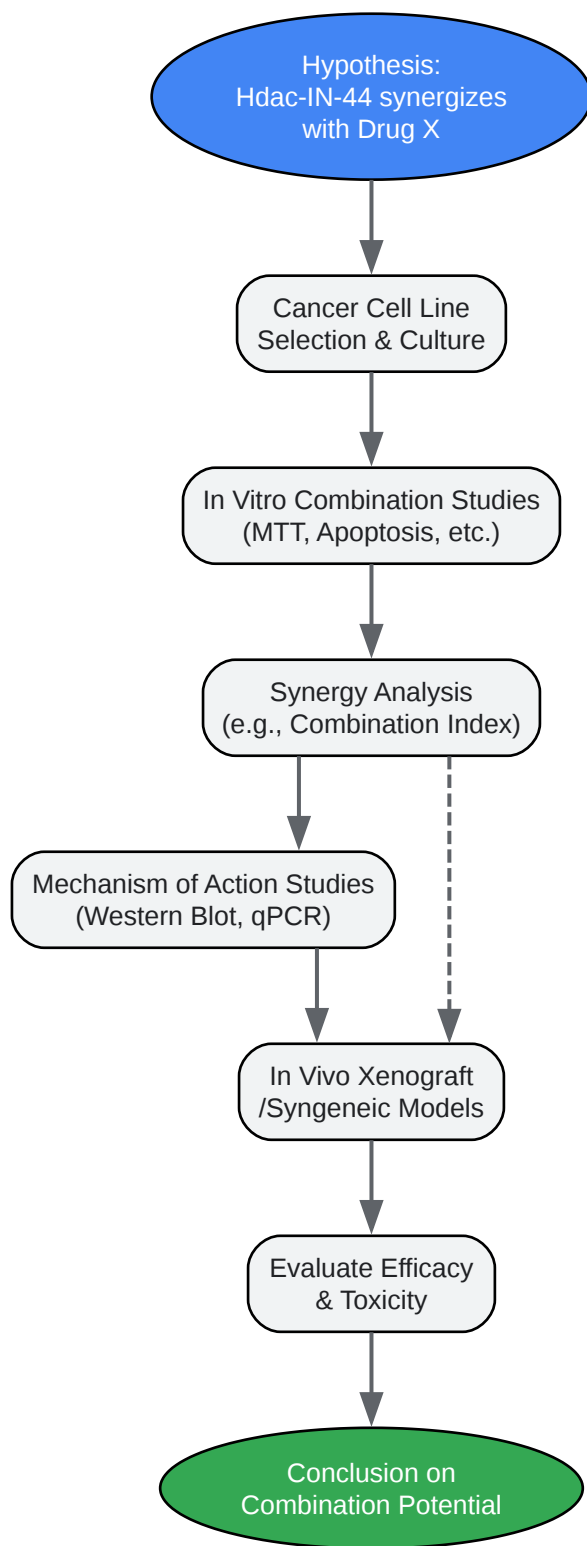 Hypothesis:
Hdac-IN-44 synergizes
with Drug X
Cancer Cell Line
Selection & Culture
In Vitro Combination Studies
(MTT, Apoptosis, etc.)
Synergy Analysis
(e.g., Combination Index)
Mechanism of Action Studies
(Western Blot, qPCR)
In Vivo Xenograft
/Syngeneic Models
Evaluate Efficacy
& Toxicity
Conclusion on
Combination Potential